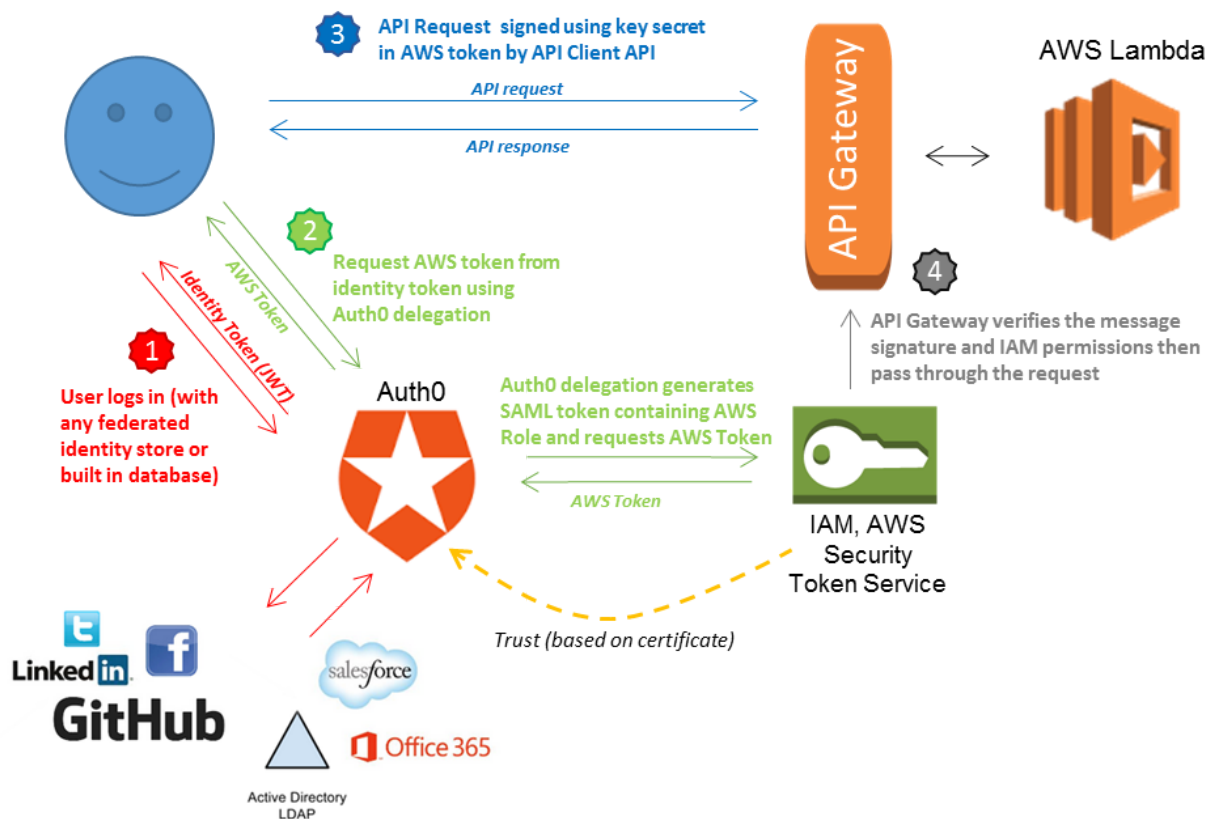 3
API Request signed using key secret
in AWS token by API Client API
API request
API response
API Gateway
AWS Lambda
2
Request AWS token from
identity token using
Auth0 delegation
AWS Token
Identity Token (JWT)
1
User logs in (with
any federated
identity store or
built in database)
4
API Gateway verifies the message
signature and IAM permissions then
pass through the request
Auth0
Auth0 delegation generates
SAML token containing AWS
Role and requests AWS Token
AWS Token
IAM, AWS
Security
Token Service
Trust (based on certificate)
t
f
Linked in.
GitHub
salesforce
Office 365
Active Directory
LDAP